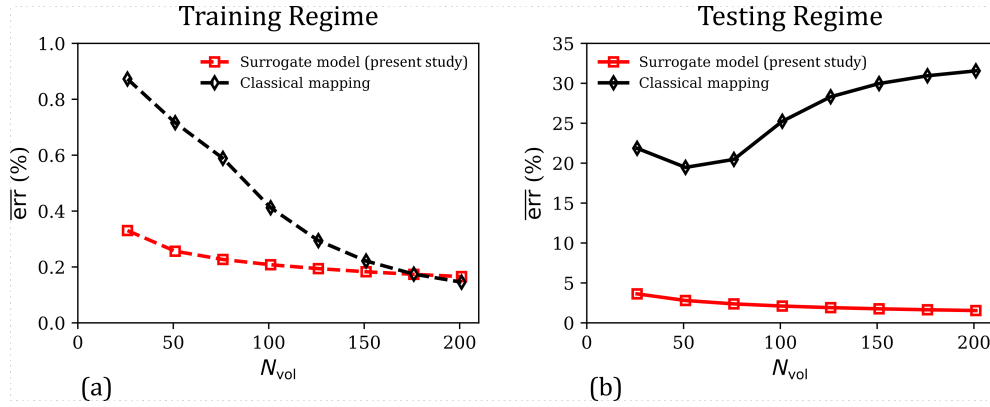 Training Regime
Testing Regime
1.0
0.8
0.6
0.4
0.2
0.0
err (%)
Surrogate model (present study)
Classical mapping
0 50 100 150 200
N_vol
(a)
35
30
25
20
15
10
5
0
err (%)
Surrogate model (present study)
Classical mapping
0 50 100 150 200
N_vol
(b)